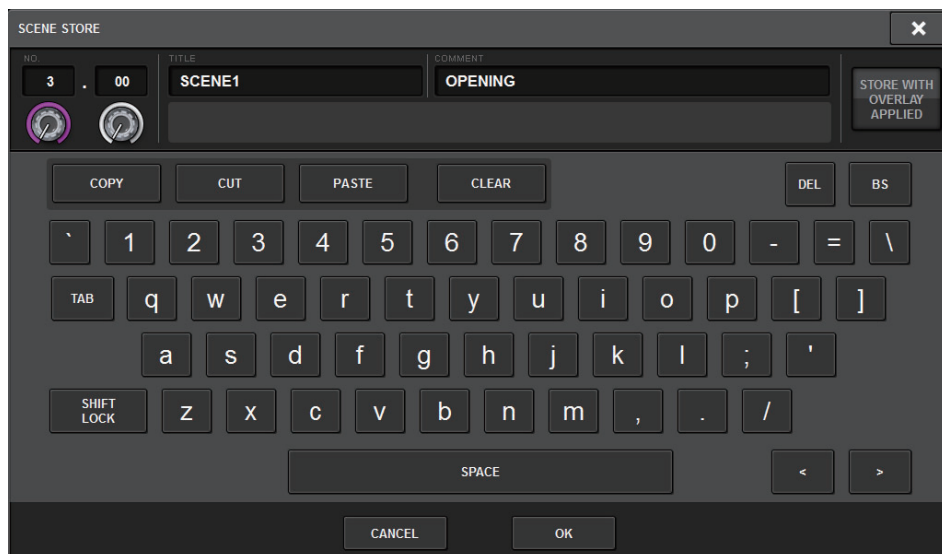 SCENE STORE
NO. TITLE COMMENT
3 . 00 SCENE1 OPENING
STORE WITH
OVERLAY
APPLIED
COPY CUT PASTE CLEAR DEL BS
` 1 2 3 4 5 6 7 8 9 0 - = \
TAB q w e r t y u i o p [ ]
a s d f g h j k l ; '
SHIFT
LOCK
z x c v b n m , . /
SPACE < >
CANCEL OK